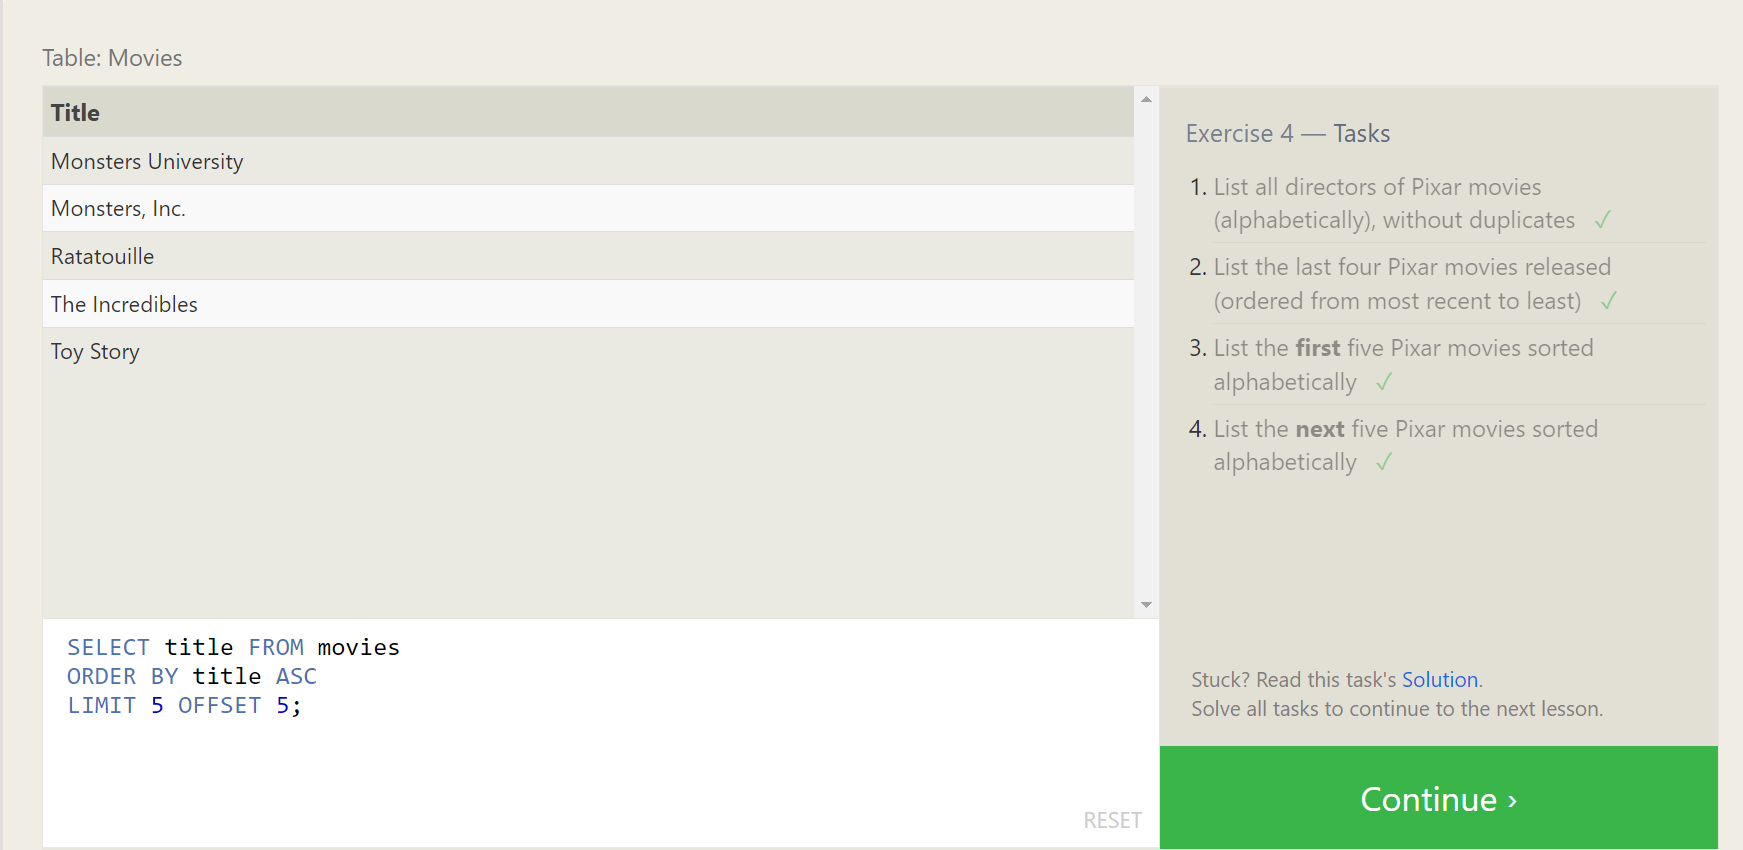 Table: Movies
Title
Monsters University
Monsters, Inc.
Ratatouille
The Incredibles
Toy Story
SELECT title FROM movies
ORDER BY title ASC
LIMIT 5 OFFSET 5;
RESET
Exercise 4 — Tasks
1. List all directors of Pixar movies
(alphabetically), without duplicates ✓
2. List the last four Pixar movies released
(ordered from most recent to least) ✓
3. List the first five Pixar movies sorted
alphabetically ✓
4. List the next five Pixar movies sorted
alphabetically ✓
Stuck? Read this task's Solution.
Solve all tasks to continue to the next lesson.
Continue ›